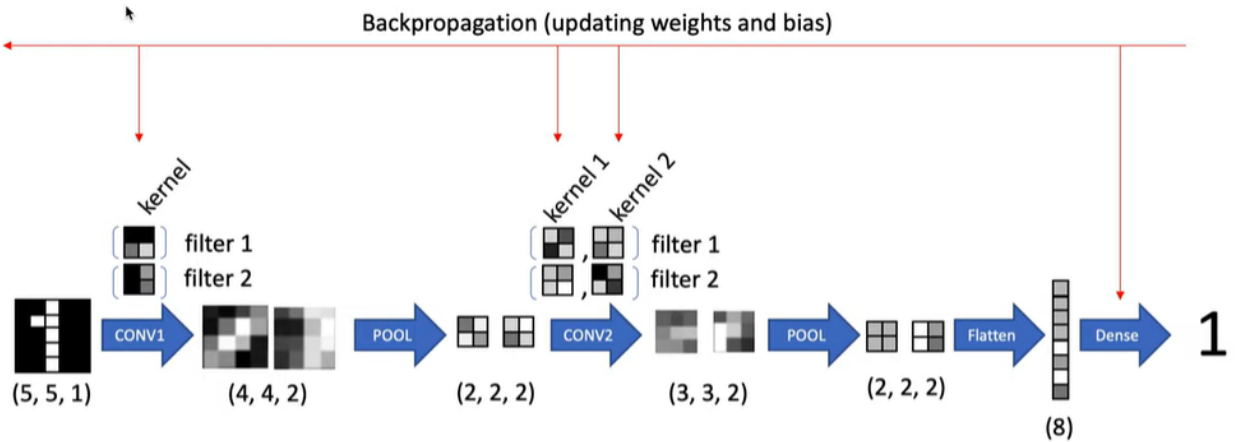 Backpropagation (updating weights and bias)
kernel
kernel 1
kernel 2
filter 1
filter 2
,
filter 1
,
filter 2
CONV1
POOL
CONV2
POOL
Flatten
Dense
1
(5, 5, 1)
(4, 4, 2)
(2, 2, 2)
(3, 3, 2)
(2, 2, 2)
(8)